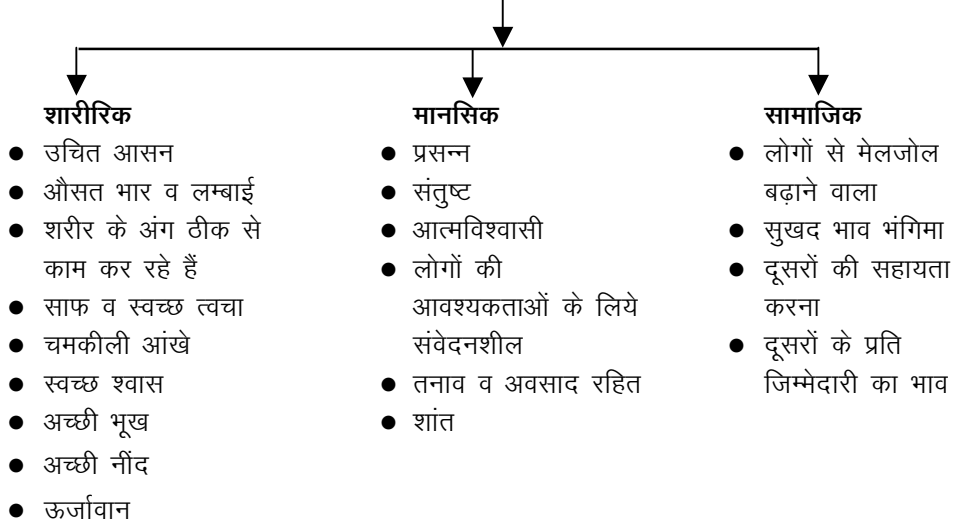 शारीरिक
● उचित आसन
● औसत भार व लम्बाई
● शरीर के अंग ठीक से
काम कर रहे हैं
● साफ व स्वच्छ त्वचा
● चमकीली आंखे
● स्वच्छ श्वास
● अच्छी भूख
● अच्छी नींद
● ऊर्जावान
मानसिक
● प्रसन्न
● संतुष्ट
● आत्मविश्वासी
● लोगों की
आवश्यकताओं के लिये
संवेदनशील
● तनाव व अवसाद रहित
● शांत
सामाजिक
● लोगों से मेलजोल
बढ़ाने वाला
● सुखद भाव भंगिमा
● दूसरों की सहायता
करना
● दूसरों के प्रति
जिम्मेदारी का भाव